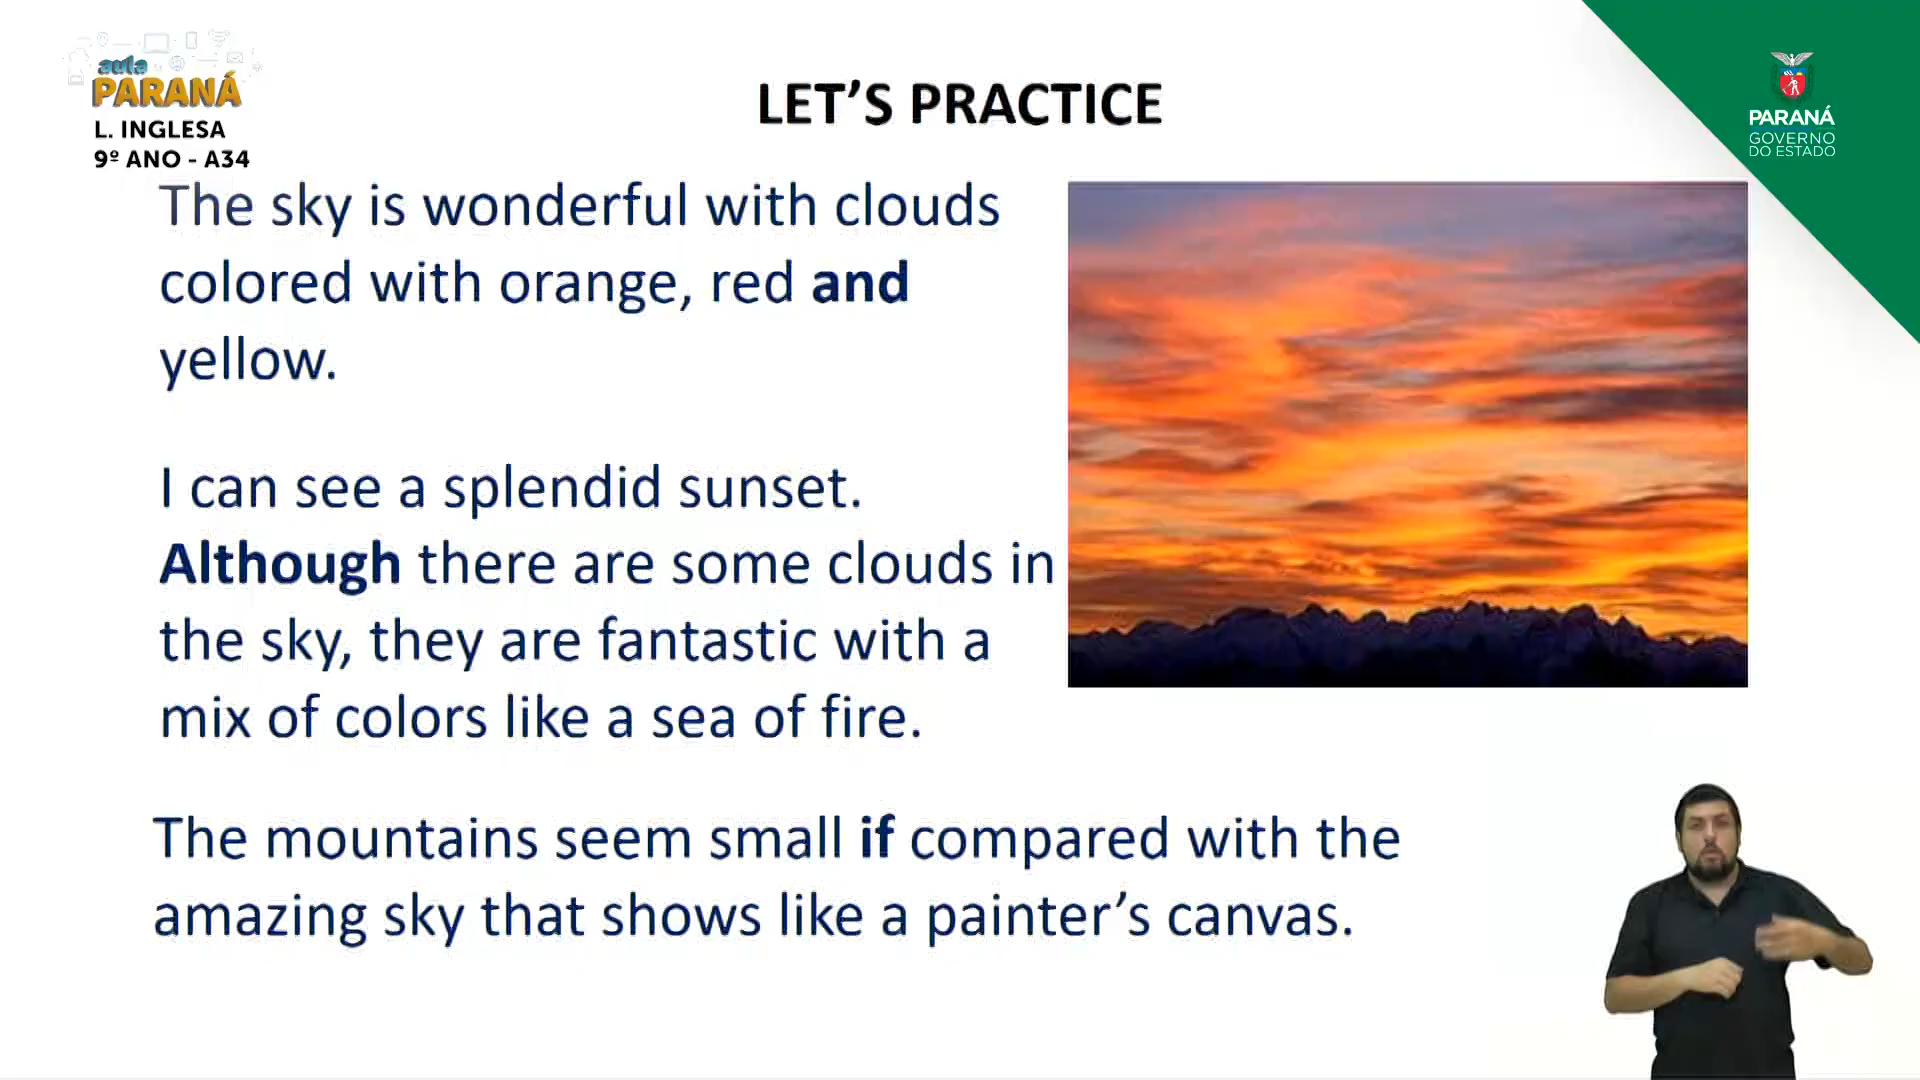 aula
PARANÁ
L. INGLESA
9º ANO - A34
LET’S PRACTICE
PARANÁ
GOVERNO
DO ESTADO
The sky is wonderful with clouds
colored with orange, red and
yellow.
I can see a splendid sunset.
Although there are some clouds in
the sky, they are fantastic with a
mix of colors like a sea of fire.
The mountains seem small if compared with the
amazing sky that shows like a painter’s canvas.